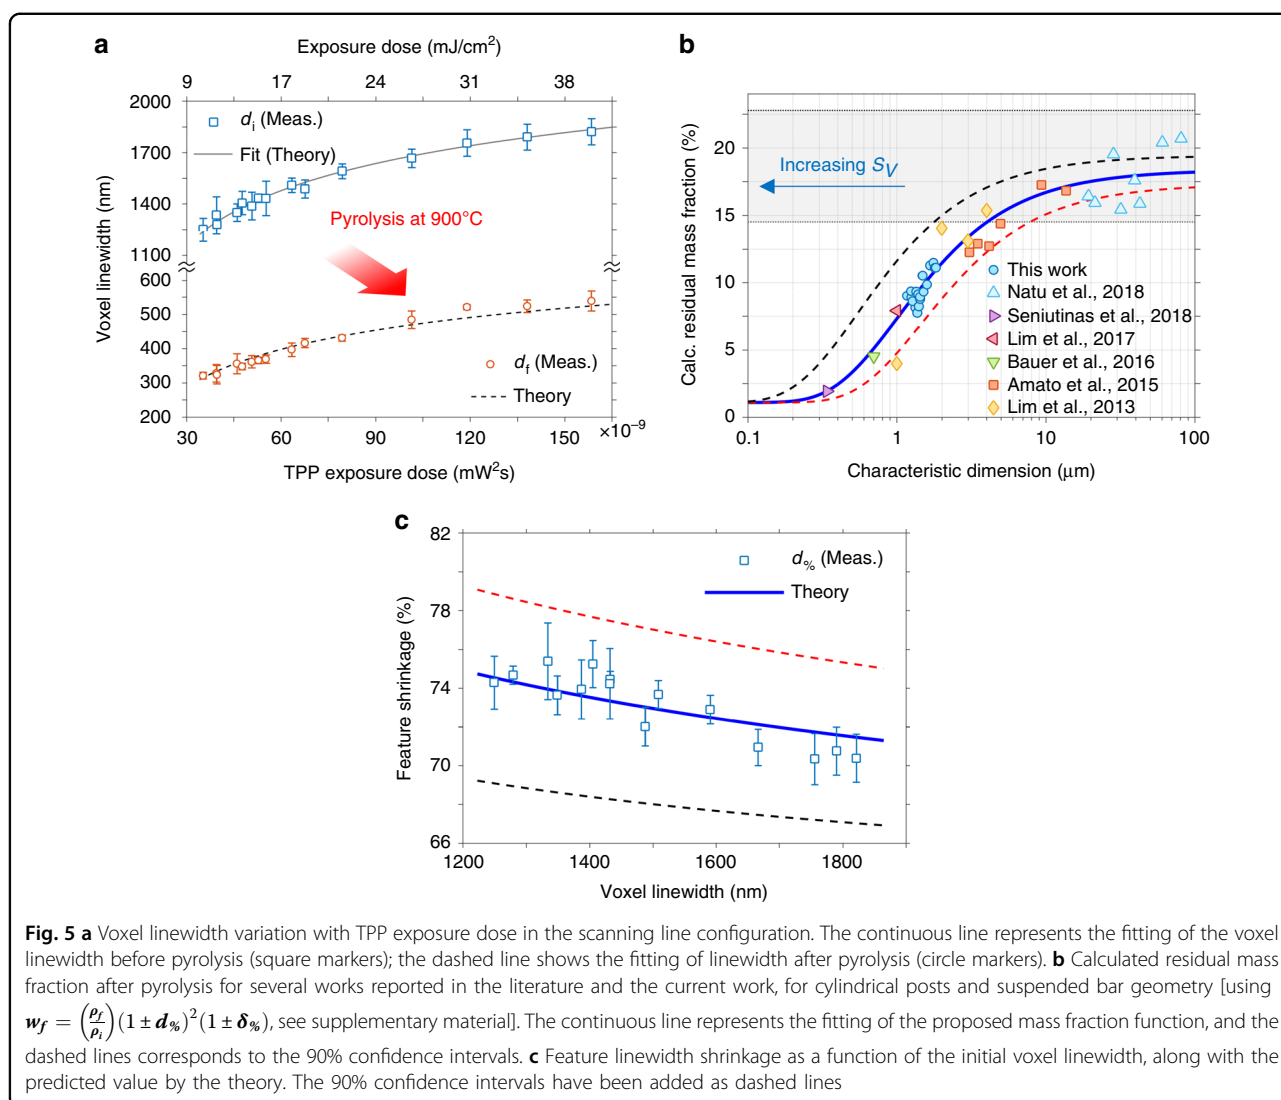 a
Exposure dose (mJ/cm²)
9 17 24 31 38
2000
1700
1400
1100
600
500
400
300
200
Voxel linewidth (nm)
dᵢ (Meas.)
Fit (Theory)
Pyrolysis at 900°C
d_f (Meas.)
Theory
30 60 90 120 150 ×10⁻⁹
TPP exposure dose (mW²s)
b
Calc. residual mass fraction (%)
20
15
10
5
0
Increasing S_V
This work
Natu et al., 2018
Seniutinas et al., 2018
Lim et al., 2017
Bauer et al., 2016
Amato et al., 2015
Lim et al., 2013
0.1 1 10 100
Characteristic dimension (μm)
c
82
78
74
70
66
Feature shrinkage (%)
d_% (Meas.)
Theory
1200 1400 1600 1800
Voxel linewidth (nm)
Fig. 5 a Voxel linewidth variation with TPP exposure dose in the scanning line configuration. The continuous line represents the fitting of the voxel
linewidth before pyrolysis (square markers); the dashed line shows the fitting of linewidth after pyrolysis (circle markers). b Calculated residual mass
fraction after pyrolysis for several works reported in the literature and the current work, for cylindrical posts and suspended bar geometry [using
w_f = (ρ_f/ρ_i)(1 ± d_%)²(1 ± δ_%), see supplementary material]. The continuous line represents the fitting of the proposed mass fraction function, and the
dashed lines corresponds to the 90% confidence intervals. c Feature linewidth shrinkage as a function of the initial voxel linewidth, along with the
predicted value by the theory. The 90% confidence intervals have been added as dashed lines